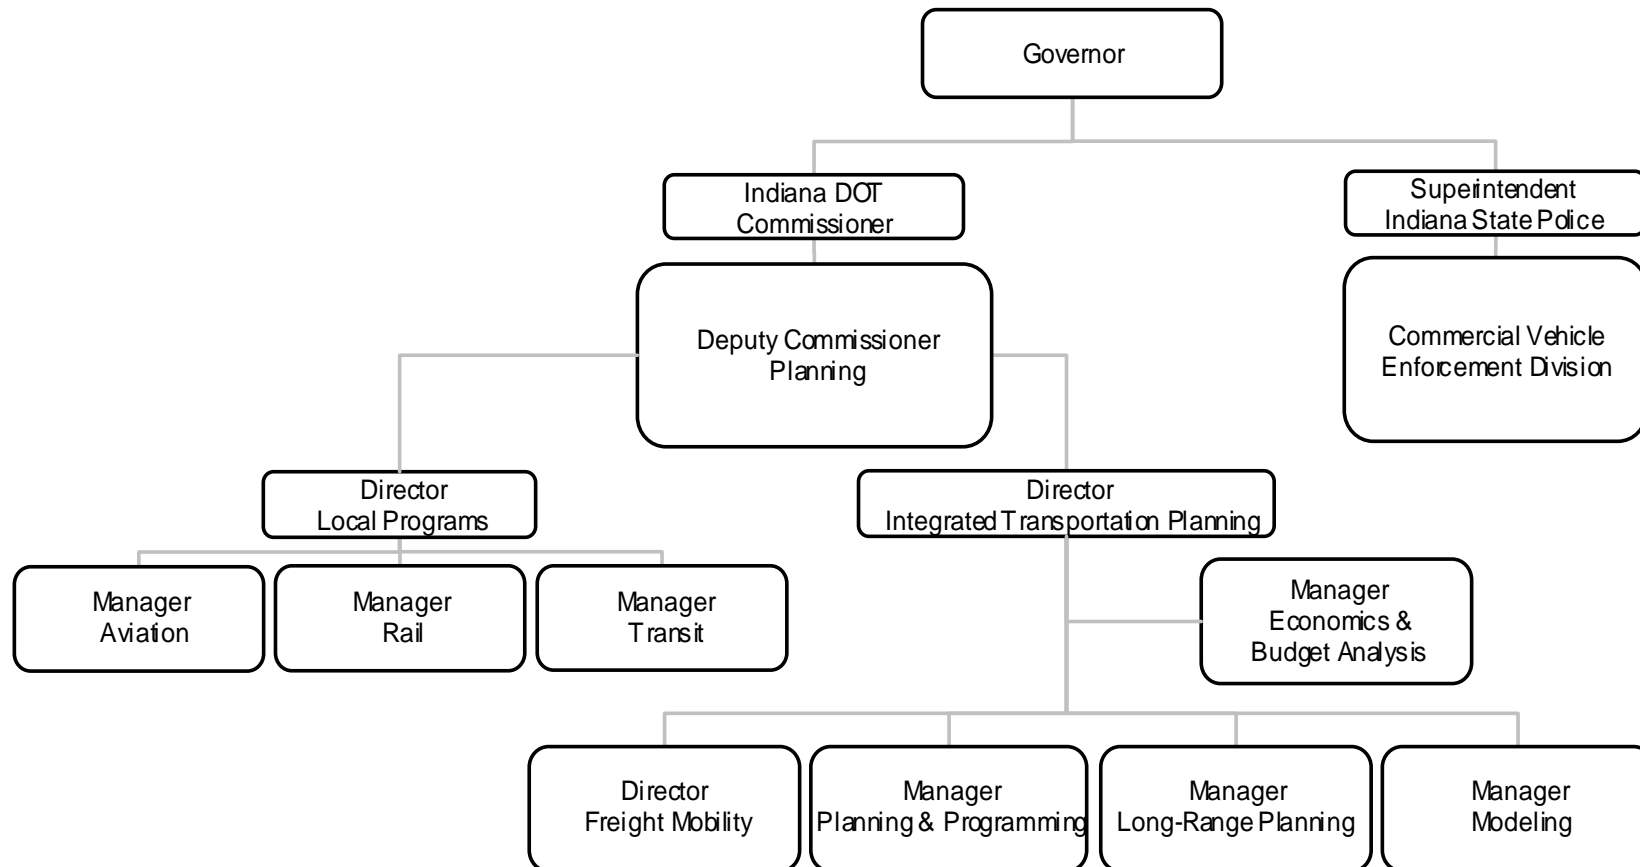 Governor
Indiana DOT
Commissioner
Superintendent
Indiana State Police
Deputy Commissioner
Planning
Commercial Vehicle
Enforcement Division
Director
Local Programs
Director
Integrated Transportation Planning
Manager
Aviation
Manager
Rail
Manager
Transit
Manager
Economics &
Budget Analysis
Director
Freight Mobility
Manager
Planning & Programming
Manager
Long-Range Planning
Manager
Modeling